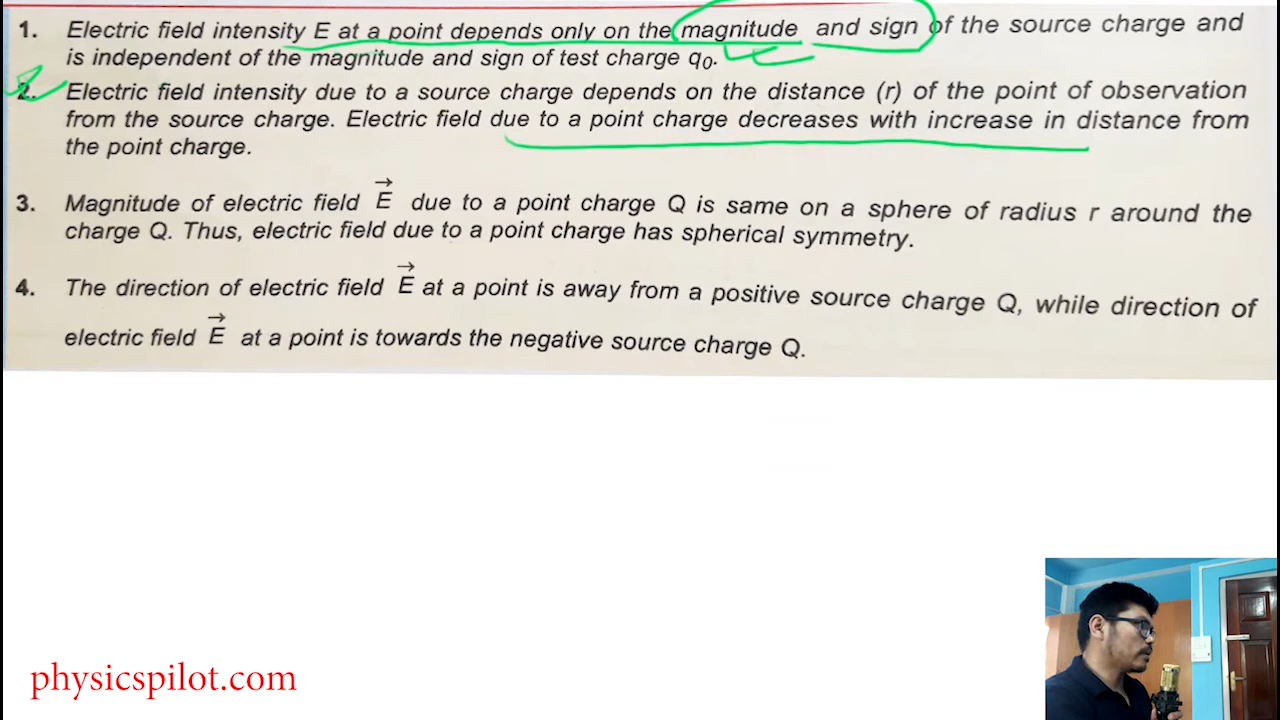 1. Electric field intensity E at a point depends only on the magnitude and sign of the source charge and
is independent of the magnitude and sign of test charge q₀.
2. Electric field intensity due to a source charge depends on the distance (r) of the point of observation
from the source charge. Electric field due to a point charge decreases with increase in distance from
the point charge.
3. Magnitude of electric field E⃗ due to a point charge Q is same on a sphere of radius r around the
charge Q. Thus, electric field due to a point charge has spherical symmetry.
4. The direction of electric field E⃗ at a point is away from a positive source charge Q, while direction of
electric field E⃗ at a point is towards the negative source charge Q.
physicspilot.com